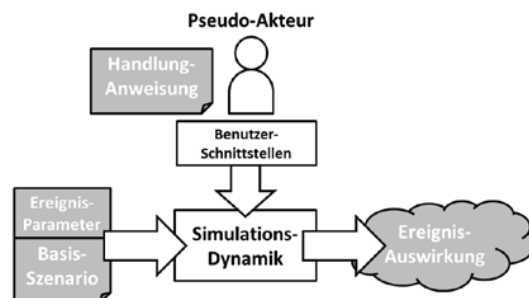 Pseudo-Akteur
Handlung-
Anweisung
Benutzer-
Schnittstellen
Ereignis-
Parameter
Basis-
Szenario
Simulations-
Dynamik
Ereignis-
Auswirkung